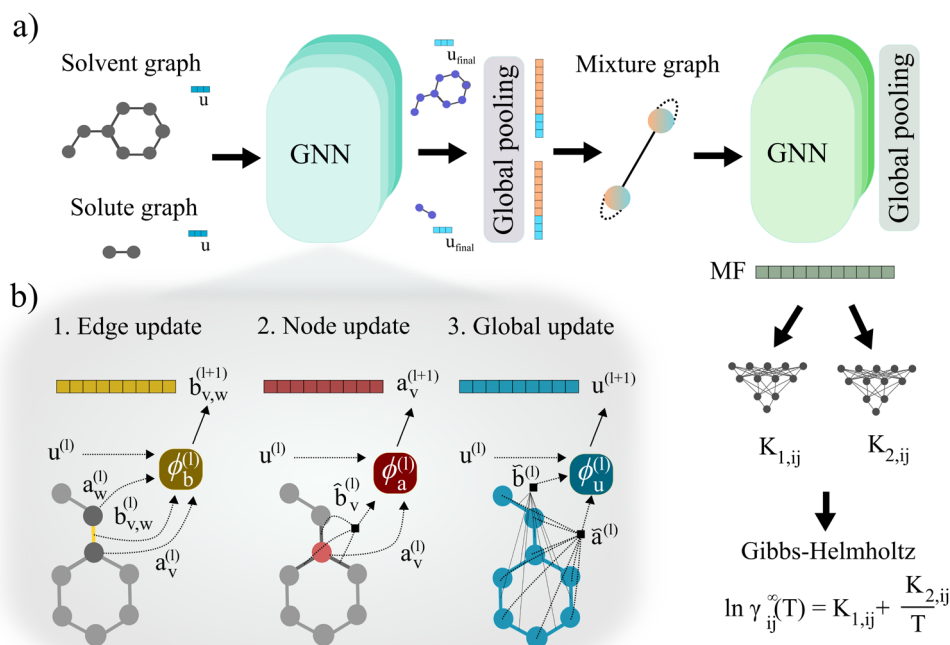 a)
Solvent graph
u
Solute graph
u
GNN
u_final
u_final
Global pooling
Mixture graph
GNN
Global pooling
MF
K_1,ij
K_2,ij
Gibbs-Helmholtz
ln γ_ij^∞(T) = K_1,ij + K_2,ij / T
b)
1. Edge update
b_v,w^(l+1)
u^(l)
ϕ_b^(l)
a_w^(l)
b_v,w^(l)
a_v^(l)
2. Node update
a_v^(l+1)
u^(l)
ϕ_a^(l)
b̂_v^(l)
a_v^(l)
3. Global update
u^(l+1)
u^(l)
ϕ_u^(l)
b̆^(l)
ă^(l)